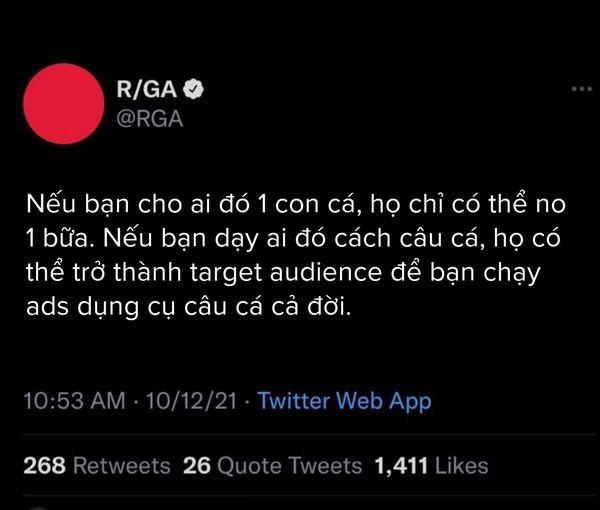 R/GA
@RGA
Nếu bạn cho ai đó 1 con cá, họ chỉ có thể no
1 bữa. Nếu bạn dạy ai đó cách câu cá, họ có
thể trở thành target audience để bạn chạy
ads dụng cụ câu cá cả đời.
10:53 AM · 10/12/21 · Twitter Web App
268 Retweets 26 Quote Tweets 1,411 Likes